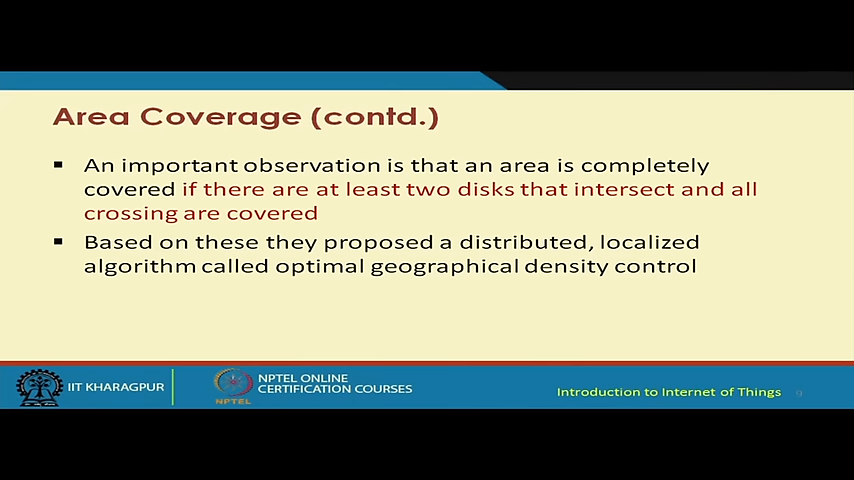 Area Coverage (contd.)
An important observation is that an area is completely
covered if there are at least two disks that intersect and all
crossing are covered
Based on these they proposed a distributed, localized
algorithm called optimal geographical density control
IIT KHARAGPUR
NPTEL
NPTEL ONLINE
CERTIFICATION COURSES
Introduction to Internet of Things
9